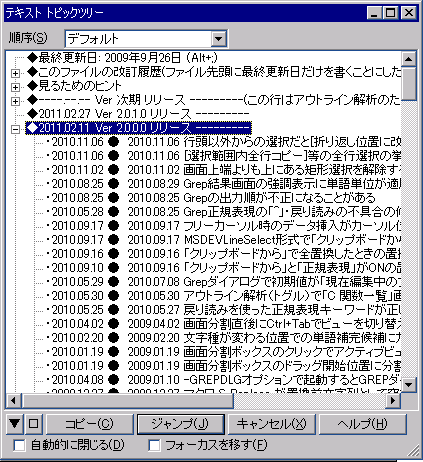 テキスト トピックツリー
順序(S) デフォルト
◆最終更新日: 2009年9月26日 (Alt+;)
◆このファイルの改訂履歴(ファイル先頭に最終更新日だけを書くことにした
◆見るためのヒント
◆----.--.-- Ver 次期 リリース ----------(この行はアウトライン解析のた
◆2011.02.27 Ver 2.0.1.0 リリース ----------
◆2011.02.11 Ver 2.0.0.0 リリース ----------
・2010.11.06 ● 2010.11.06 行頭以外からの選択だと[折り返し位置に改
・2010.11.06 ● 2010.11.06 [選択範囲内全行コピー]等の全行選択の挙
・2010.11.02 ● 2010.11.02 画面上端よりも上にある矩形選択を解除する
・2010.08.25 ● 2010.08.29 Grep結果画面の強調表示に単語単位が適
・2010.08.25 ● 2010.08.25 Grepの出力順が不正になることがある
・2010.05.28 ● 2010.08.25 Grep正規表現の「^」・戻り読みの不具合の
・2010.09.17 ● 2010.09.17 フリーカーソル時のデータ挿入がカーソル位
・2010.09.17 ● 2010.09.17 MSDEVLineSelect形式で「クリップボードか
・2010.09.16 ● 2010.09.16 「クリップボードから」で全置換したときの置
・2010.09.10 ● 2010.09.16 「クリップボードから」と「正規表現」がONの
・2010.05.29 ● 2010.07.08 Grepダイアログで初期値が「現在編集中の
・2010.05.30 ● 2010.05.30 アウトライン解析(トグル)で「C 関数一覧」画
・2010.05.25 ● 2010.05.27 戻り読みを使った正規表現キーワードが正
・2010.04.02 ● 2009.04.02 画面分割直後にCtrl+Tabでビューを切り替え
・2010.02.20 ● 2010.02.20 文字種が変わる位置での単語補完候補に
・2010.01.19 ● 2010.01.19 画面分割ボックスのクリックでアクティブビュー
・2010.01.19 ● 2010.01.19 画面分割ボックスのドラッグ開始位置に分割
・2010.04.08 ● 2010.01.09 -GREPDLGオプションで起動するとGREPダ
▼ □ コピー(C) ジャンプ(J) キャンセル(X) ヘルプ(H)
自動的に閉じる(D) フォーカスを移す(F)